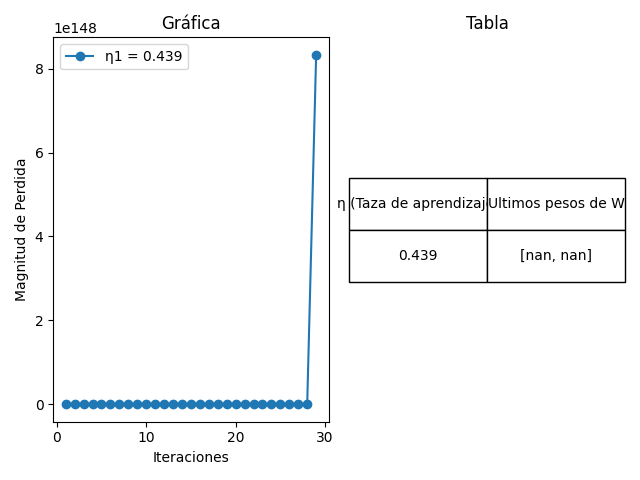 Gráfica
1e148
η1 = 0.439
8
6
4
2
0
Magnitud de Perdida
0
10
20
30
Iteraciones
Tabla
η (Taza de aprendizaj
Ultimos pesos de W
0.439
[nan, nan]